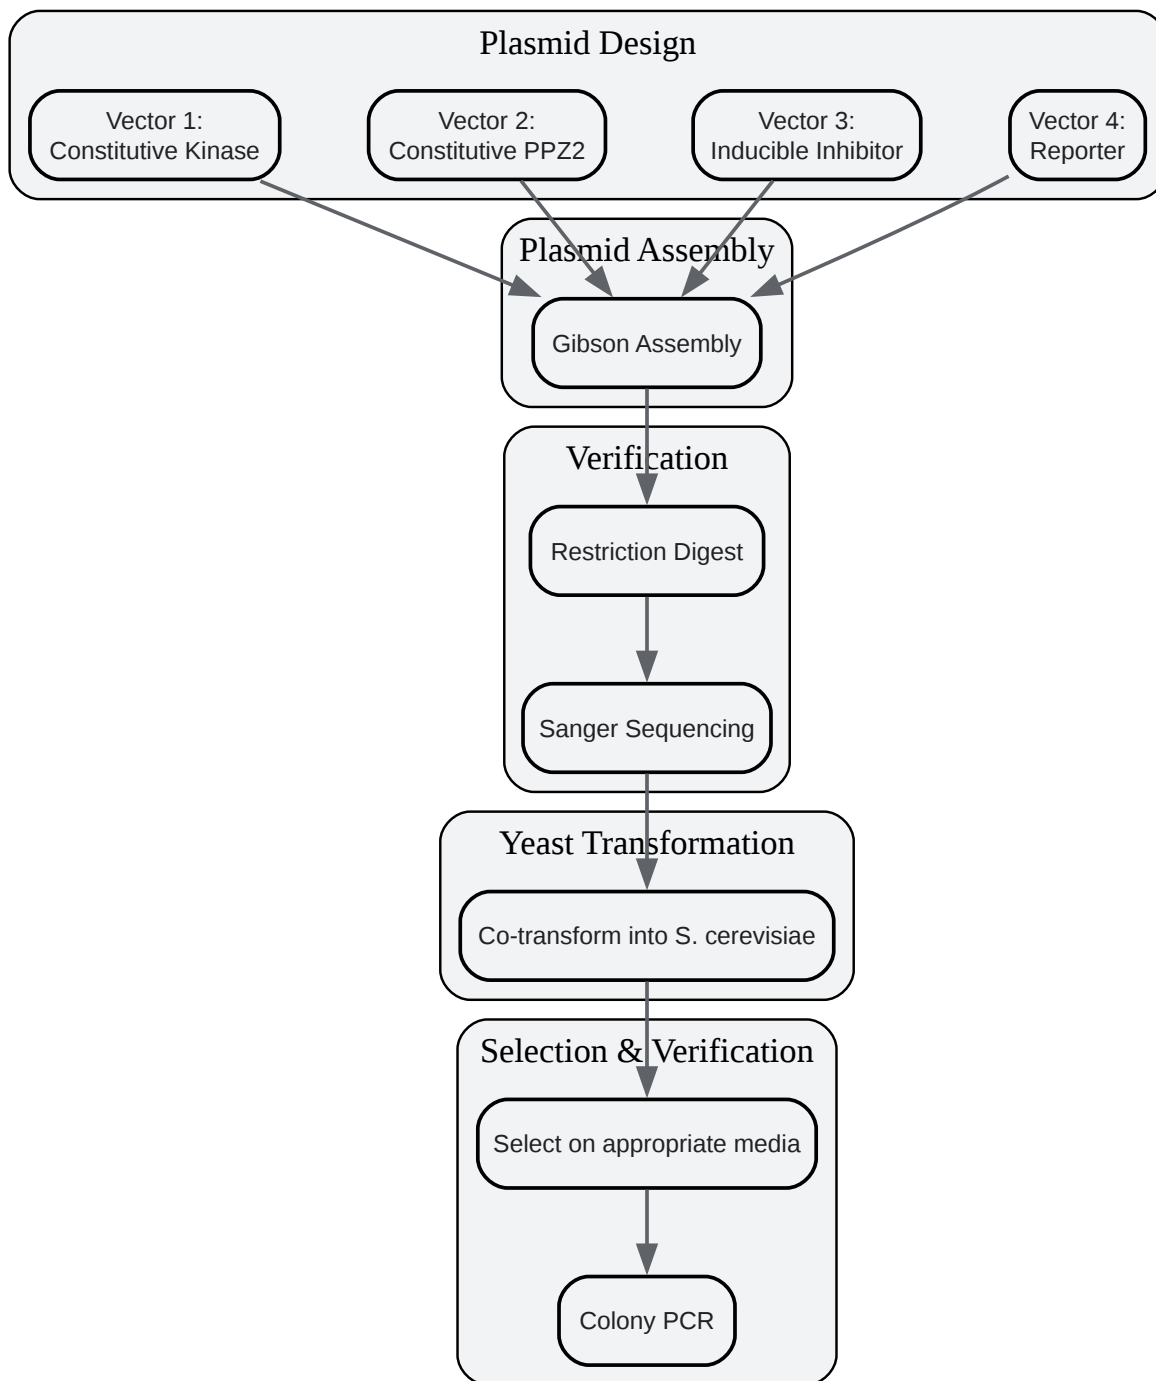 Plasmid Design
Vector 1:
Constitutive Kinase
Vector 2:
Constitutive PPZ2
Vector 3:
Inducible Inhibitor
Vector 4:
Reporter
Plasmid Assembly
Gibson Assembly
Verification
Restriction Digest
Sanger Sequencing
Yeast Transformation
Co-transform into S. cerevisiae
Selection & Verification
Select on appropriate media
Colony PCR